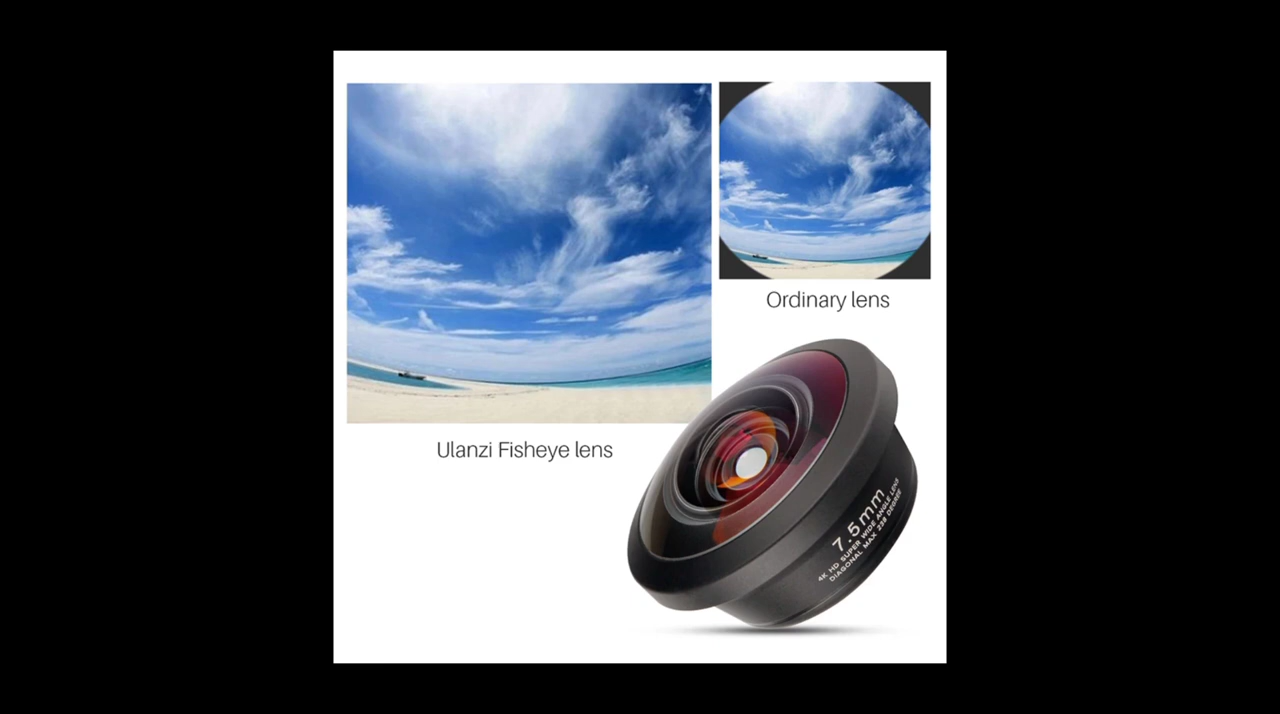 Ordinary lens
Ulanzi Fisheye lens
7.5mm
4K HD SUPER WIDE ANGLE LENS
DIAGONAL MAX 238 DEGREE